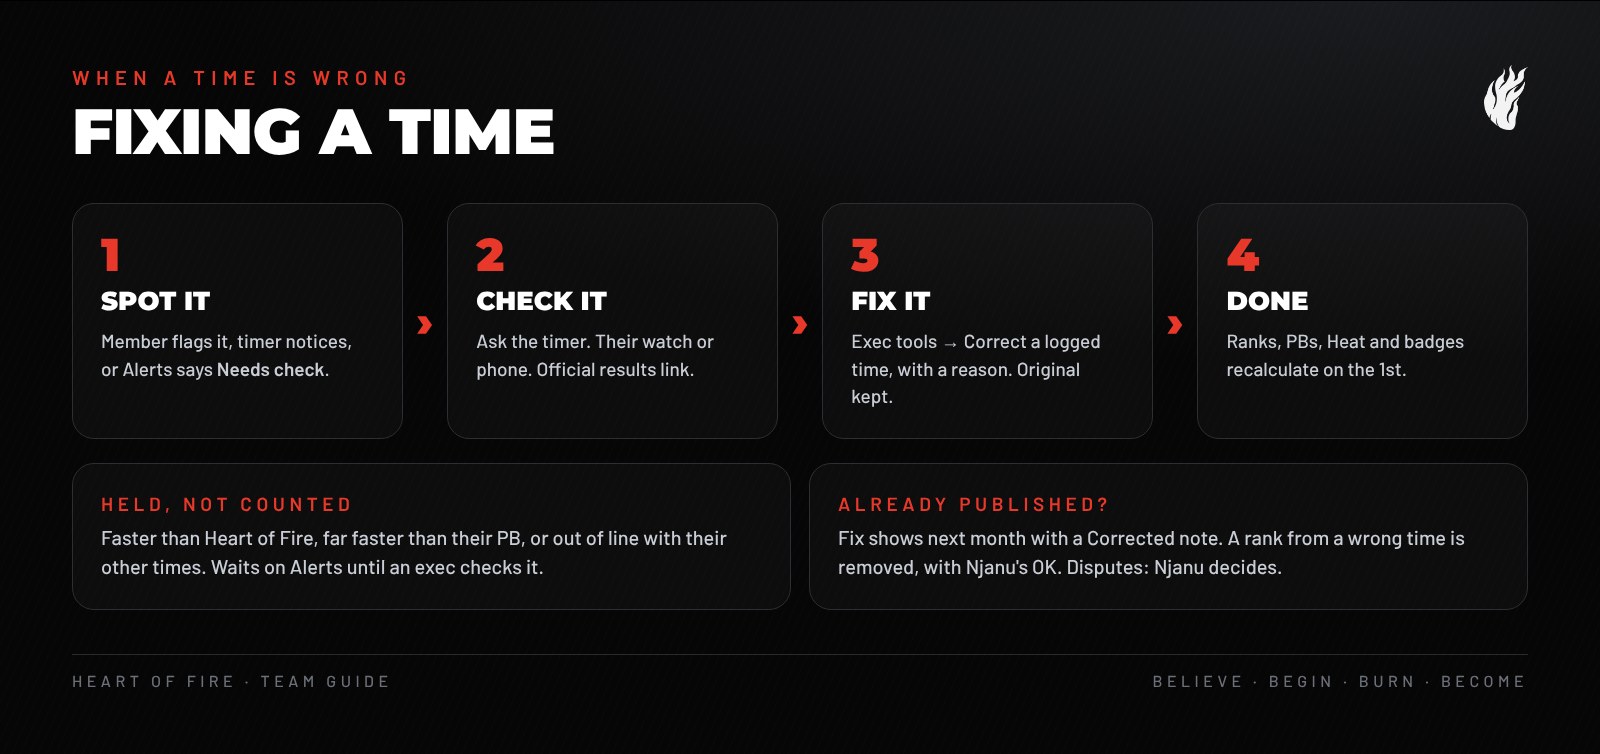 WHEN A TIME IS WRONG
FIXING A TIME
1
SPOT IT
Member flags it, timer notices,
or Alerts says Needs check.
›
2
CHECK IT
Ask the timer. Their watch or
phone. Official results link.
›
3
FIX IT
Exec tools → Correct a logged
time, with a reason. Original
kept.
›
4
DONE
Ranks, PBs, Heat and badges
recalculate on the 1st.
HELD, NOT COUNTED
Faster than Heart of Fire, far faster than their PB, or out of line with their
other times. Waits on Alerts until an exec checks it.
ALREADY PUBLISHED?
Fix shows next month with a Corrected note. A rank from a wrong time is
removed, with Njanu's OK. Disputes: Njanu decides.
HEART OF FIRE · TEAM GUIDE
BELIEVE · BEGIN · BURN · BECOME